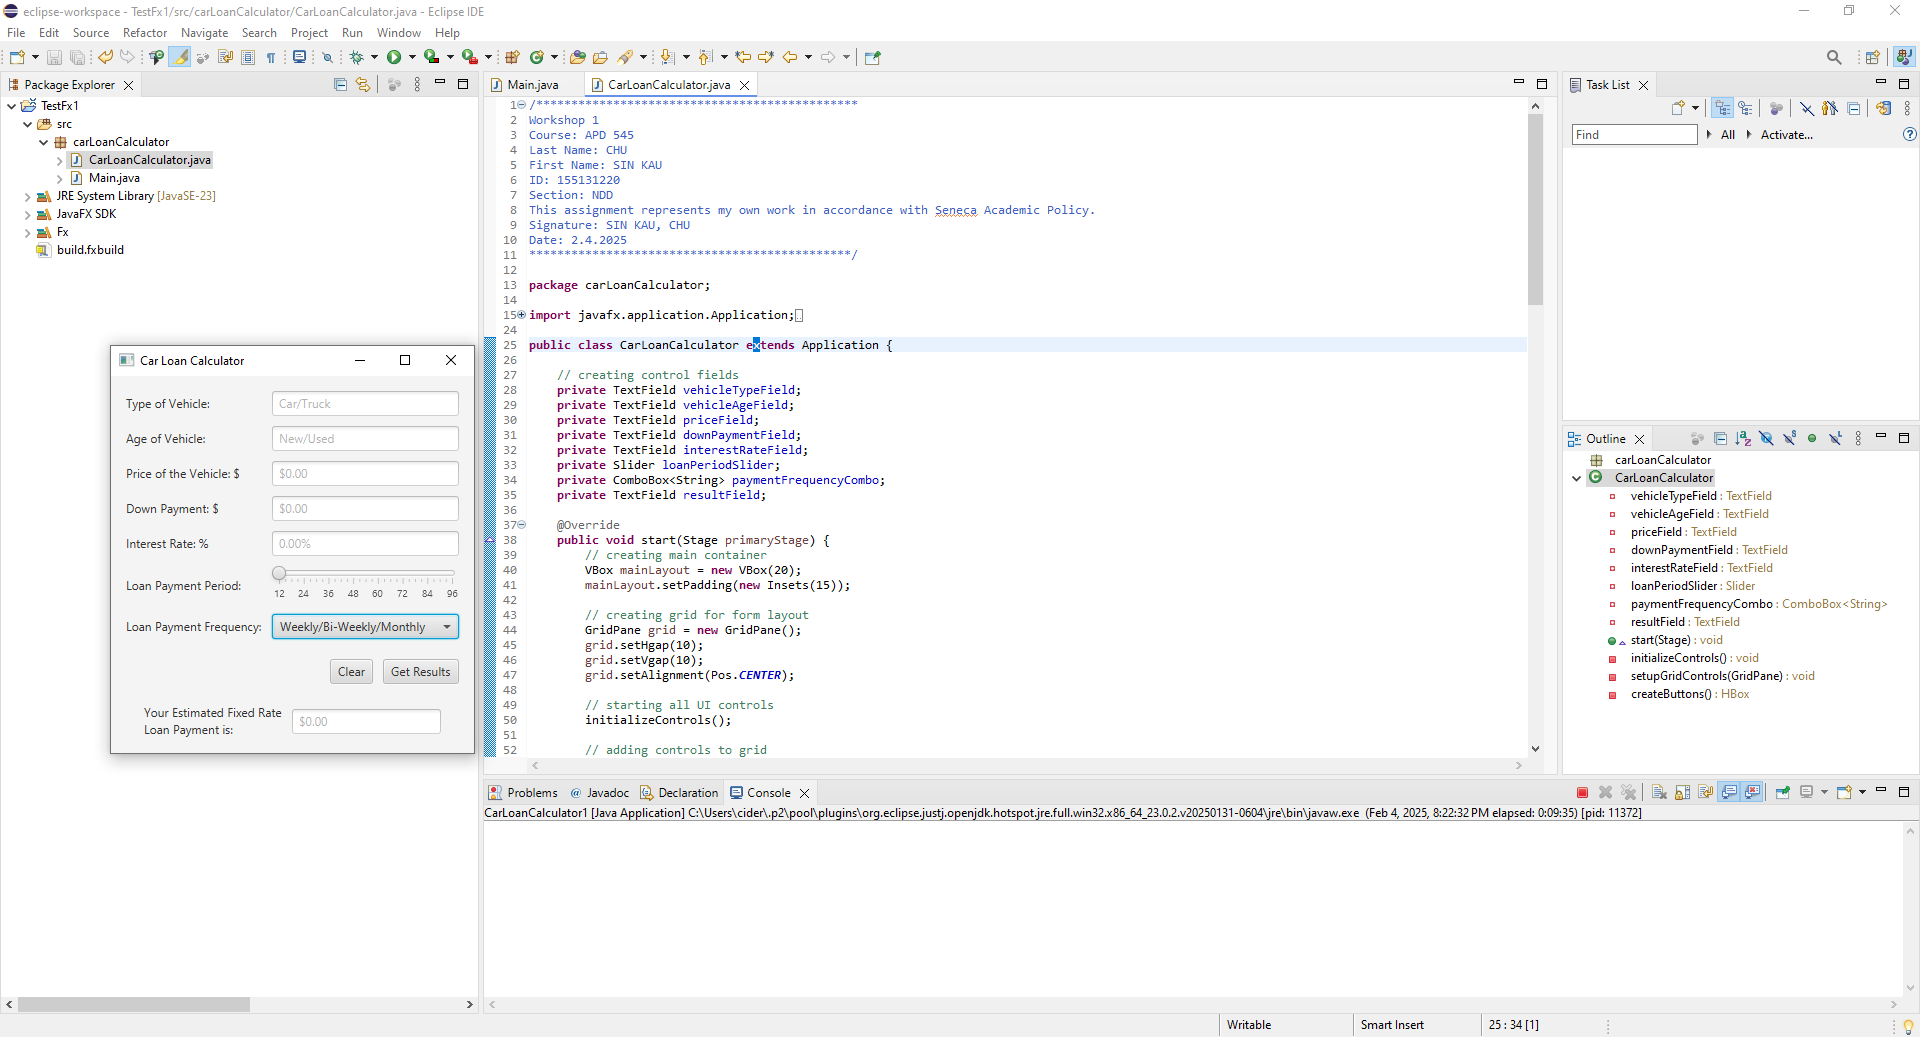 eclipse-workspace - TestFx1/src/carLoanCalculator/CarLoanCalculator.java - Eclipse IDE
File Edit Source Refactor Navigate Search Project Run Window Help
Package Explorer
TestFx1
src
carLoanCalculator
CarLoanCalculator.java
Main.java
JRE System Library [JavaSE-23]
JavaFX SDK
Fx
build.fxbuild
Car Loan Calculator
Type of Vehicle: Car/Truck
Age of Vehicle: New/Used
Price of the Vehicle: $ $0.00
Down Payment: $ $0.00
Interest Rate: % 0.00%
Loan Payment Period:
12 24 36 48 60 72 84 96
Loan Payment Frequency: Weekly/Bi-Weekly/Monthly
Clear Get Results
Your Estimated Fixed Rate
Loan Payment is: $0.00
Main.java CarLoanCalculator.java
1 /**********************************************
2 Workshop 1
3 Course: APD 545
4 Last Name: CHU
5 First Name: SIN KAU
6 ID: 155131220
7 Section: NDD
8 This assignment represents my own work in accordance with Seneca Academic Policy.
9 Signature: SIN KAU, CHU
10 Date: 2.4.2025
11 **********************************************/
12
13 package carLoanCalculator;
14
15 import javafx.application.Application;
24
25 public class CarLoanCalculator extends Application {
26
27 // creating control fields
28 private TextField vehicleTypeField;
29 private TextField vehicleAgeField;
30 private TextField priceField;
31 private TextField downPaymentField;
32 private TextField interestRateField;
33 private Slider loanPeriodSlider;
34 private ComboBox<String> paymentFrequencyCombo;
35 private TextField resultField;
36
37 @Override
38 public void start(Stage primaryStage) {
39 // creating main container
40 VBox mainLayout = new VBox(20);
41 mainLayout.setPadding(new Insets(15));
42
43 // creating grid for form layout
44 GridPane grid = new GridPane();
45 grid.setHgap(10);
46 grid.setVgap(10);
47 grid.setAlignment(Pos.CENTER);
48
49 // starting all UI controls
50 initializeControls();
51
52 // adding controls to grid
Task List
Find All Activate...
Outline
carLoanCalculator
CarLoanCalculator
vehicleTypeField : TextField
vehicleAgeField : TextField
priceField : TextField
downPaymentField : TextField
interestRateField : TextField
loanPeriodSlider : Slider
paymentFrequencyCombo : ComboBox<String>
resultField : TextField
start(Stage) : void
initializeControls() : void
setupGridControls(GridPane) : void
createButtons() : HBox
Problems Javadoc Declaration Console
CarLoanCalculator1 [Java Application] C:\Users\cider\.p2\pool\plugins\org.eclipse.justj.openjdk.hotspot.jre.full.win32.x86_64_23.0.2.v20250131-0604\jre\bin\javaw.exe (Feb 4, 2025, 8:22:32 PM elapsed: 0:09:35) [pid: 11372]
Writable Smart Insert 25 : 34 [1]